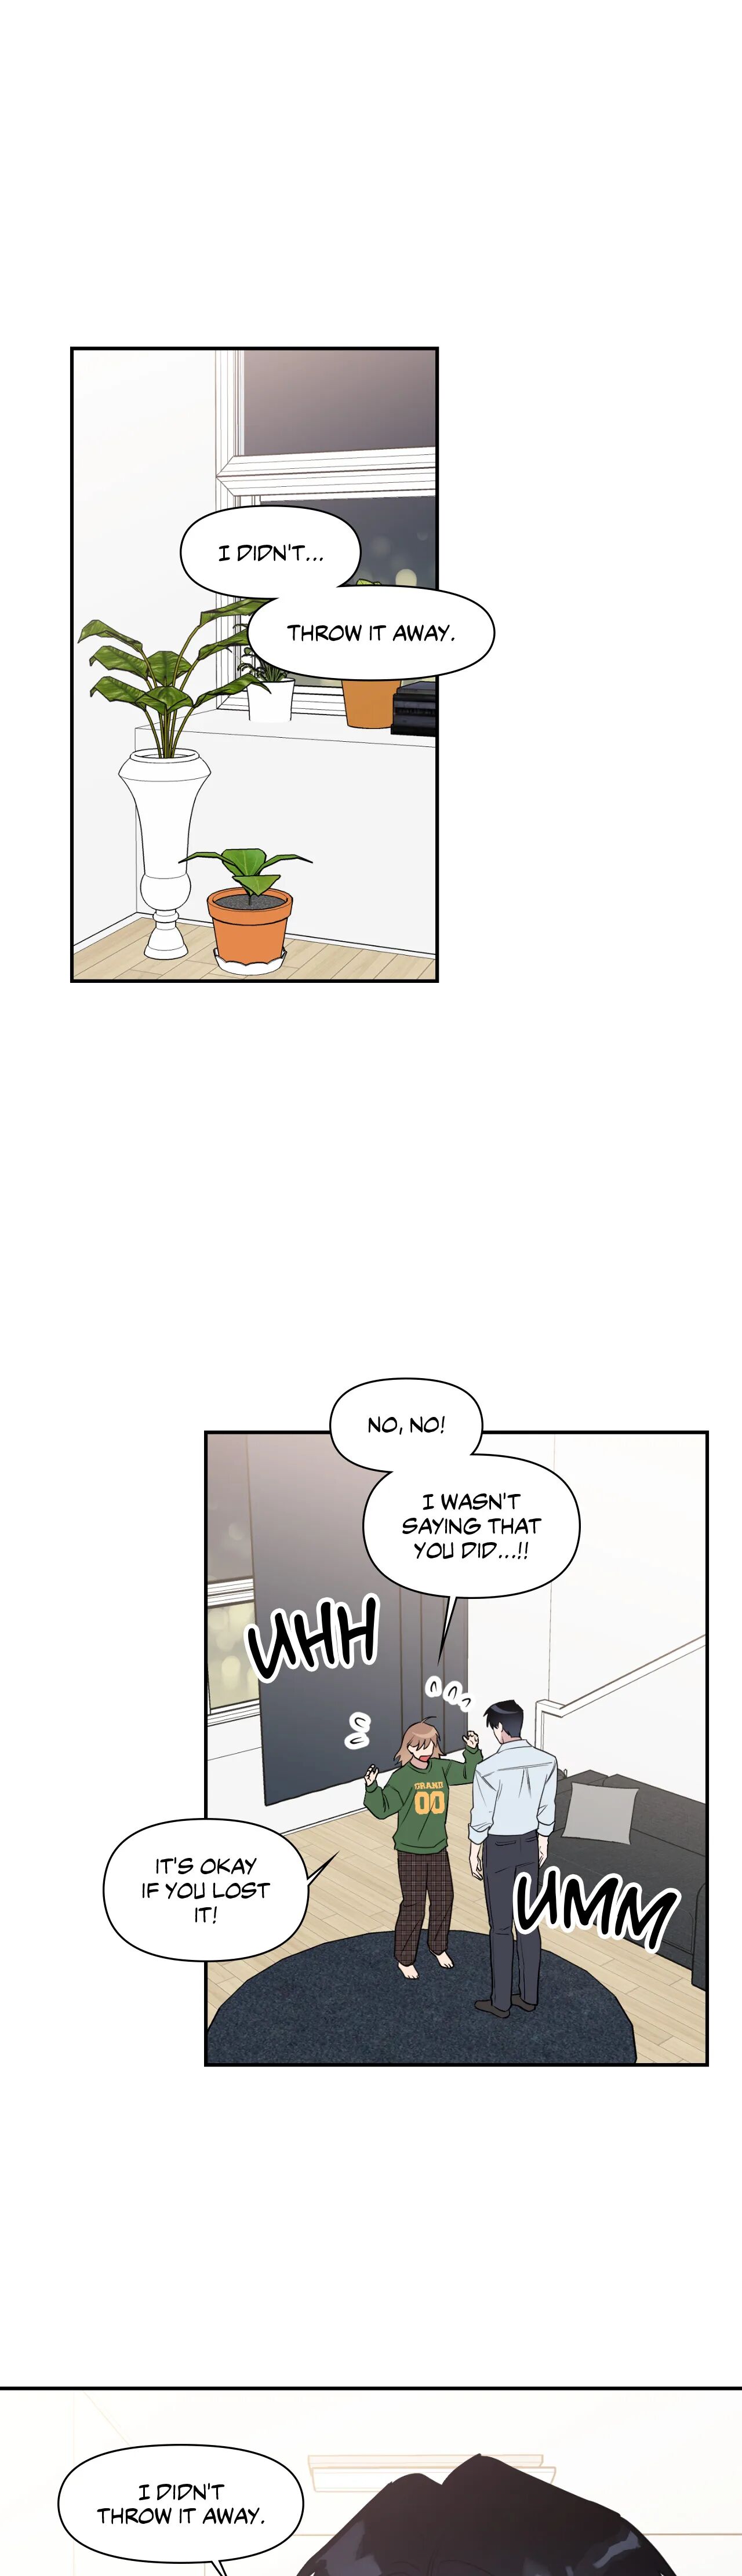 I DIDN'T...
THROW IT AWAY.
NO, NO!
I WASN'T
SAYING THAT
YOU DID...!!
UHH
GRAND
00
IT'S OKAY
IF YOU LOST
IT!
UMM
I DIDN'T
THROW IT AWAY.